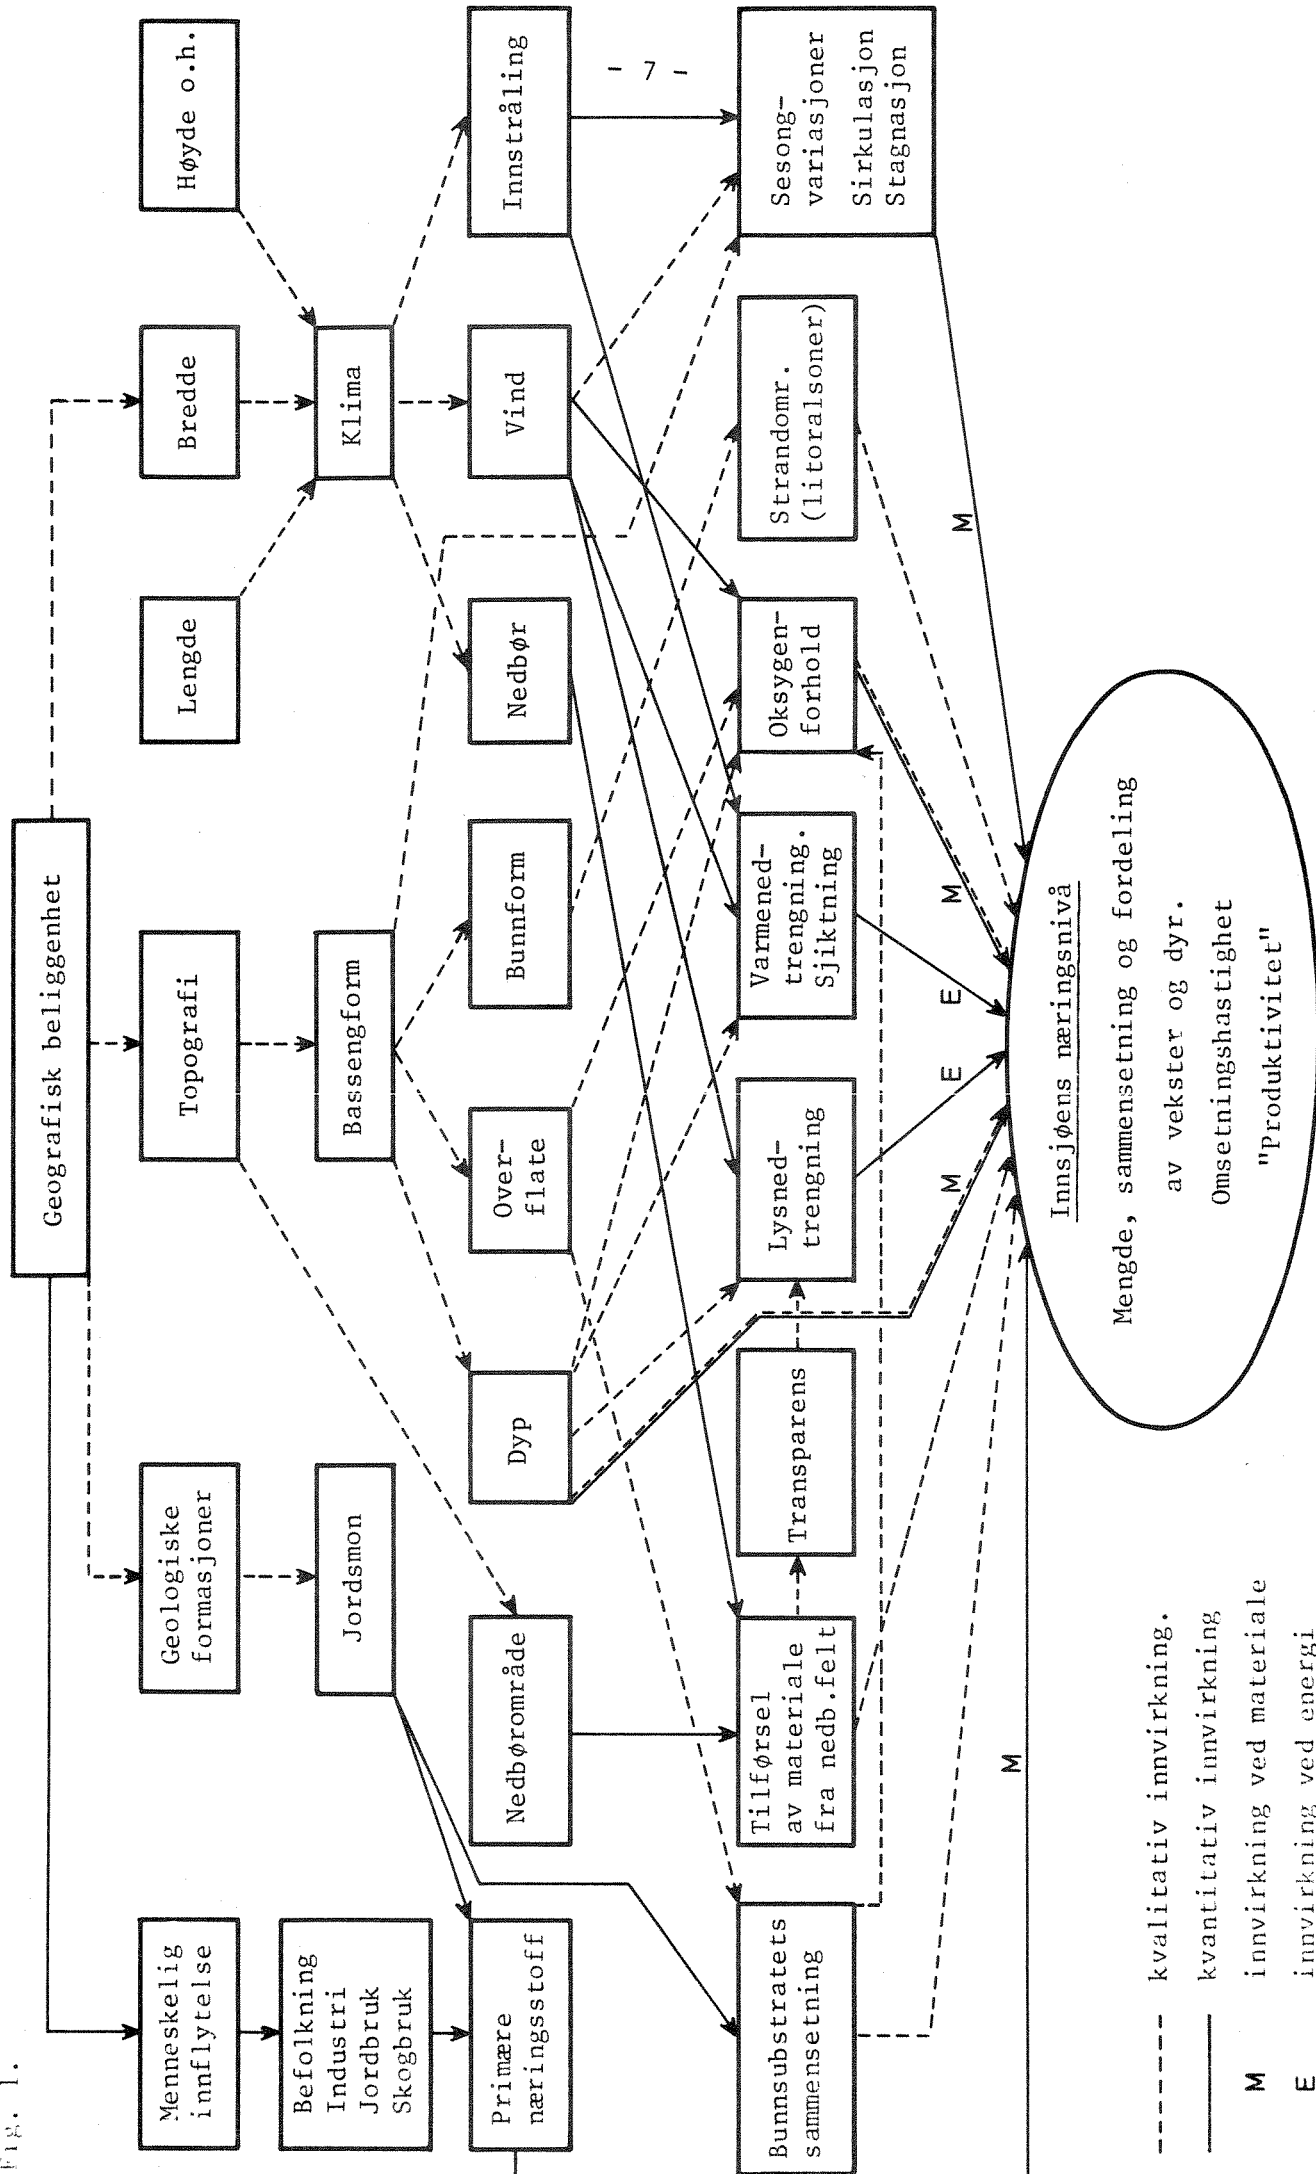 Fig. 1.
- 7 -
Geografisk beliggenhet
Menneskelig
innflytelse
Geologiske
formasjoner
Topografi
Lengde
Bredde
Høyde o.h.
Befolkning
Industri
Jordbruk
Skogbruk
Jordsmon
Bassengform
Klima
Primære
næringsstoff
Nedbørområde
Dyp
Over-
flate
Bunnform
Nedbør
Vind
Innstråling
Bunnsubstratets
sammensetning
Tilførsel
av materiale
fra nedb.felt
Transparens
Lysned-
trengning
Varmened-
trengning.
Sjiktning
Oksygen-
forhold
Strandomr.
(litoralsoner)
Sesong-
variasjoner
Sirkulasjon
Stagnasjon
M
M
E
E
M
M
Innsjøens næringsnivå
Mengde, sammensetning og fordeling
av vekster og dyr.
Omsetningshastighet
"Produktivitet"
kvalitativ innvirkning.
kvantitativ innvirkning
M innvirkning ved materiale
E innvirkning ved energi